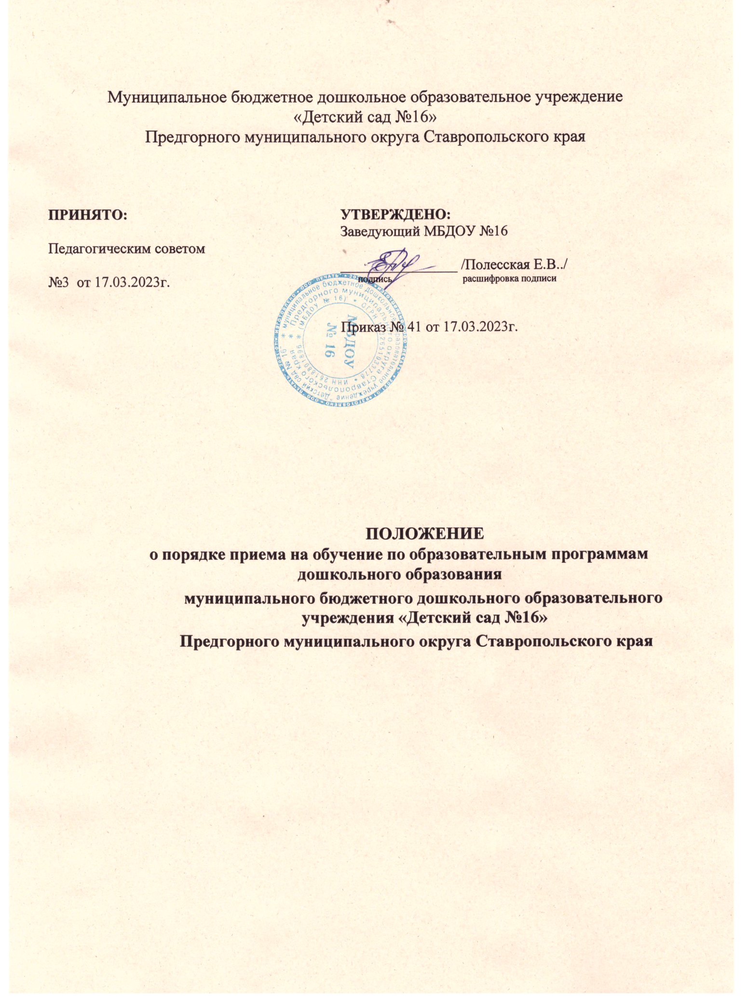 Муниципальное бюджетное дошкольное образовательное учреждение
«Детский сад №16»
Предгорного муниципального округа Ставропольского края
ПРИНЯТО:
Педагогическим советом
№3 от 17.03.2023г.
УТВЕРЖДЕНО:
Заведующий МБДОУ №16
/Полесская Е.В../
подпись расшифровка подписи
Приказ № 41 от 17.03.2023г.
муниципальное бюджетное дошкольное образовательное учреждение "Детский сад № 16"
Предгорного муниципального округа Ставропольского края
(МБДОУ № 16) * ОГРН * ИНН
МБДОУ
№ 16
ПОЛОЖЕНИЕ
о порядке приема на обучение по образовательным программам
дошкольного образования
муниципального бюджетного дошкольного образовательного
учреждения «Детский сад №16»
Предгорного муниципального округа Ставропольского края